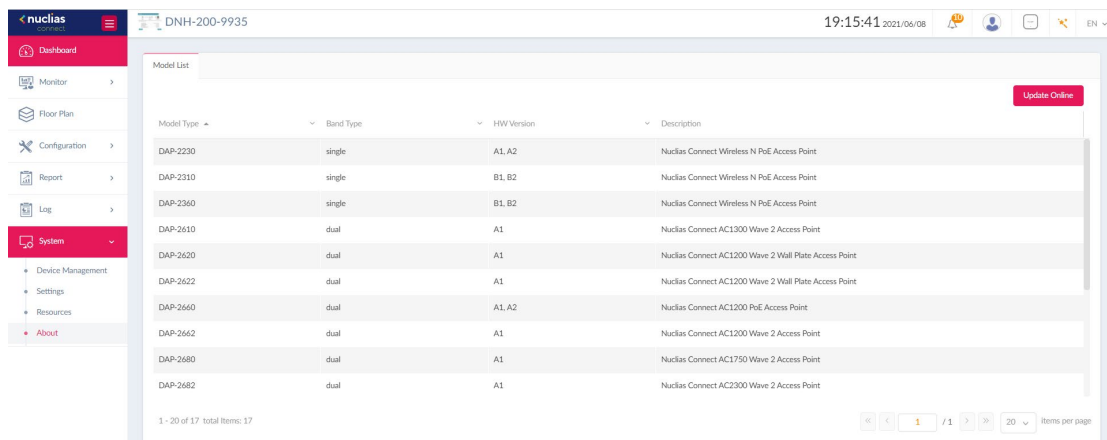 nuclias
connect
DNH-200-9935
19:15:41 2021/06/08
10
EN
Dashboard
Monitor
Floor Plan
Configuration
Report
Log
System
Device Management
Settings
Resources
About
Model List
Update Online
Model Type Band Type HW Version Description
DAP-2230 single A1, A2 Nuclias Connect Wireless N PoE Access Point
DAP-2310 single B1, B2 Nuclias Connect Wireless N PoE Access Point
DAP-2360 single B1, B2 Nuclias Connect Wireless N PoE Access Point
DAP-2610 dual A1 Nuclias Connect AC1300 Wave 2 Access Point
DAP-2620 dual A1 Nuclias Connect AC1200 Wave 2 Wall Plate Access Point
DAP-2622 dual A1 Nuclias Connect AC1200 Wave 2 Wall Plate Access Point
DAP-2660 dual A1, A2 Nuclias Connect AC1200 PoE Access Point
DAP-2662 dual A1 Nuclias Connect AC1200 Wave 2 Access Point
DAP-2680 dual A1 Nuclias Connect AC1750 Wave 2 Access Point
DAP-2682 dual A1 Nuclias Connect AC2300 Wave 2 Access Point
1 - 20 of 17 total Items: 17
« < 1 / 1 > » 20 items per page